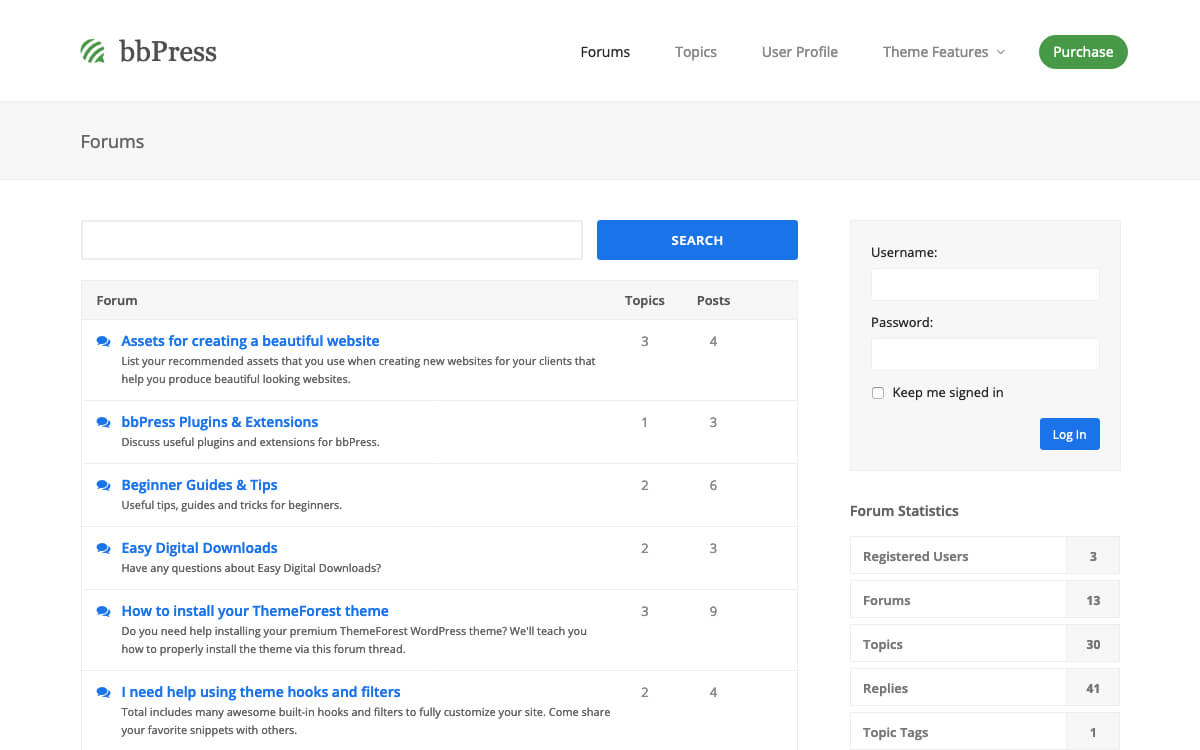 bbPress
Forums
Topics
User Profile
Theme Features
Purchase
Forums
SEARCH
Forum
Topics
Posts
Assets for creating a beautiful website
3
4
List your recommended assets that you use when creating new websites for your clients that
help you produce beautiful looking websites.
bbPress Plugins & Extensions
1
3
Discuss useful plugins and extensions for bbPress.
Beginner Guides & Tips
2
6
Useful tips, guides and tricks for beginners.
Easy Digital Downloads
2
3
Have any questions about Easy Digital Downloads?
How to install your ThemeForest theme
3
9
Do you need help installing your premium ThemeForest WordPress theme? We'll teach you
how to properly install the theme via this forum thread.
I need help using theme hooks and filters
2
4
Total includes many awesome built-in hooks and filters to fully customize your site. Come share
your favorite snippets with others.
Username:
Password:
Keep me signed in
Log In
Forum Statistics
Registered Users
3
Forums
13
Topics
30
Replies
41
Topic Tags
1